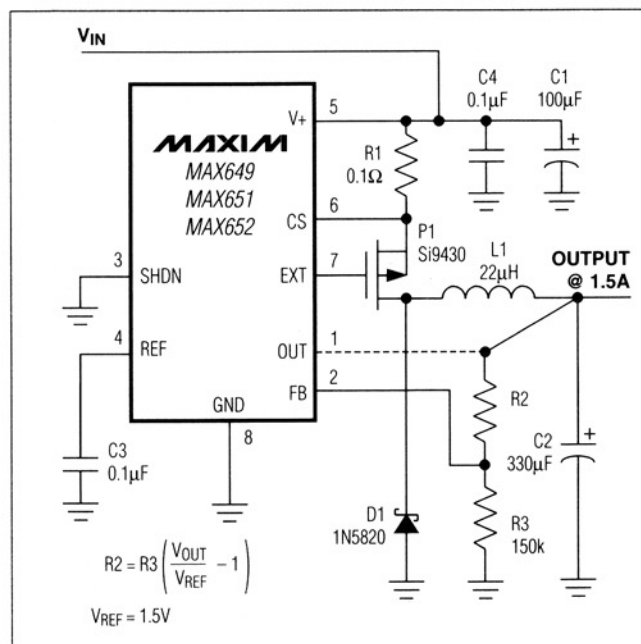 VIN
V+
5
C4
0.1µF
C1
100µF
+
MAXIM
MAX649
MAX651
MAX652
R1
0.1Ω
CS
6
P1
Si9430
3
SHDN
EXT
7
L1
22µH
OUTPUT
@ 1.5A
4
REF
OUT
1
FB
2
R2
GND
8
C3
0.1µF
C2
330µF
+
D1
1N5820
R3
150k
R2 = R3 ( VOUT / VREF - 1 )
VREF = 1.5V